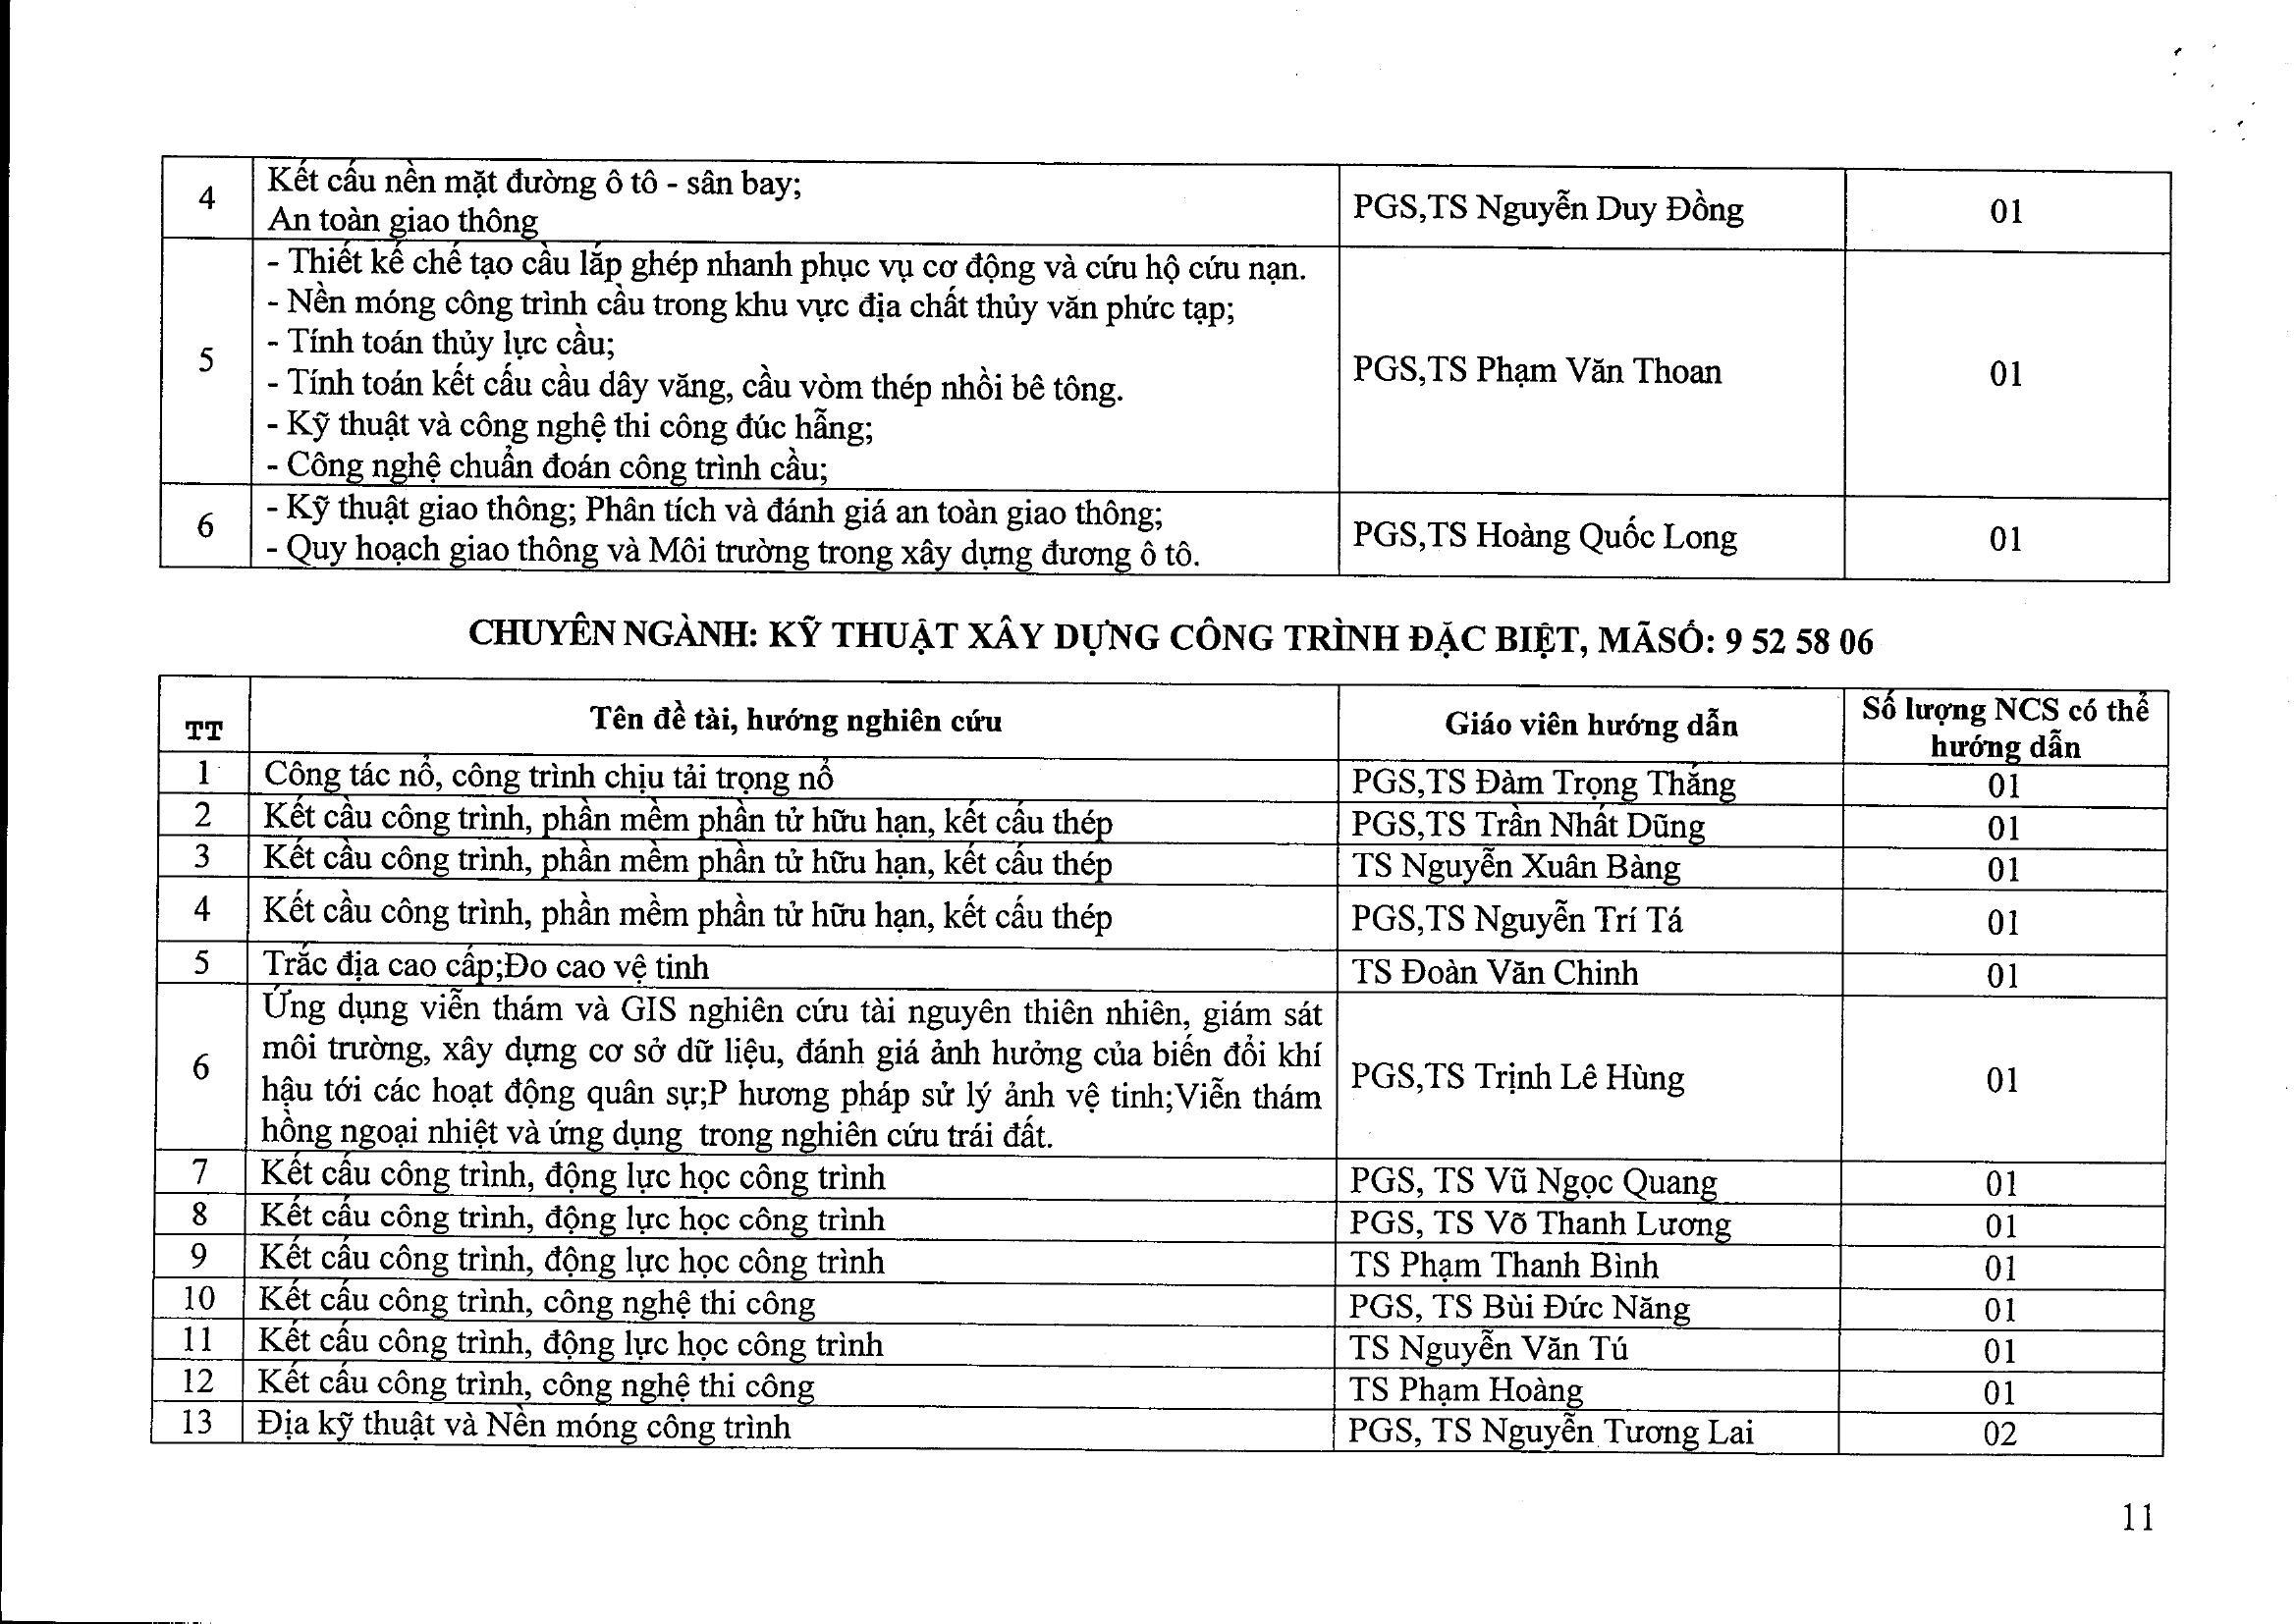 4
Kết cấu nền mặt đường ô tô - sân bay;
An toàn giao thông
PGS,TS Nguyễn Duy Đồng
01
5
- Thiết kế chế tạo cầu lắp ghép nhanh phục vụ cơ động và cứu hộ cứu nạn.
- Nền móng công trình cầu trong khu vực địa chất thủy văn phức tạp;
- Tính toán thủy lực cầu;
- Tính toán kết cấu cầu dây văng, cầu vòm thép nhồi bê tông.
- Kỹ thuật và công nghệ thi công đúc hẫng;
- Công nghệ chuẩn đoán công trình cầu;
PGS,TS Phạm Văn Thoan
01
6
- Kỹ thuật giao thông; Phân tích và đánh giá an toàn giao thông;
- Quy hoạch giao thông và Môi trường trong xây dựng đương ô tô.
PGS,TS Hoàng Quốc Long
01
CHUYÊN NGÀNH: KỸ THUẬT XÂY DỰNG CÔNG TRÌNH ĐẶC BIỆT, MÃSỐ: 9 52 58 06
TT
Tên đề tài, hướng nghiên cứu
Giáo viên hướng dẫn
Số lượng NCS có thể
hướng dẫn
1 Công tác nổ, công trình chịu tải trọng nổ PGS,TS Đàm Trọng Thắng 01
2 Kết cầu công trình, phần mềm phần tử hữu hạn, kết cấu thép PGS,TS Trần Nhất Dũng 01
3 Kết cầu công trình, phần mềm phần tử hữu hạn, kết cấu thép TS Nguyễn Xuân Bàng 01
4 Kết cầu công trình, phần mềm phần tử hữu hạn, kết cấu thép PGS,TS Nguyễn Trí Tá 01
5 Trắc địa cao cấp;Đo cao vệ tinh TS Đoàn Văn Chinh 01
6
Ứng dụng viễn thám và GIS nghiên cứu tài nguyên thiên nhiên, giám sát
môi trường, xây dựng cơ sở dữ liệu, đánh giá ảnh hưởng của biến đổi khí
hậu tới các hoạt động quân sự;P hương pháp sử lý ảnh vệ tinh;Viễn thám
hồng ngoại nhiệt và ứng dụng trong nghiên cứu trái đất.
PGS,TS Trịnh Lê Hùng
01
7 Kết cấu công trình, động lực học công trình PGS, TS Vũ Ngọc Quang 01
8 Kết cấu công trình, động lực học công trình PGS, TS Võ Thanh Lương 01
9 Kết cấu công trình, động lực học công trình TS Phạm Thanh Bình 01
10 Kết cấu công trình, công nghệ thi công PGS, TS Bùi Đức Năng 01
11 Kết cấu công trình, động lực học công trình TS Nguyễn Văn Tú 01
12 Kết cấu công trình, công nghệ thi công TS Phạm Hoàng 01
13 Địa kỹ thuật và Nền móng công trình PGS, TS Nguyễn Tương Lai 02
11